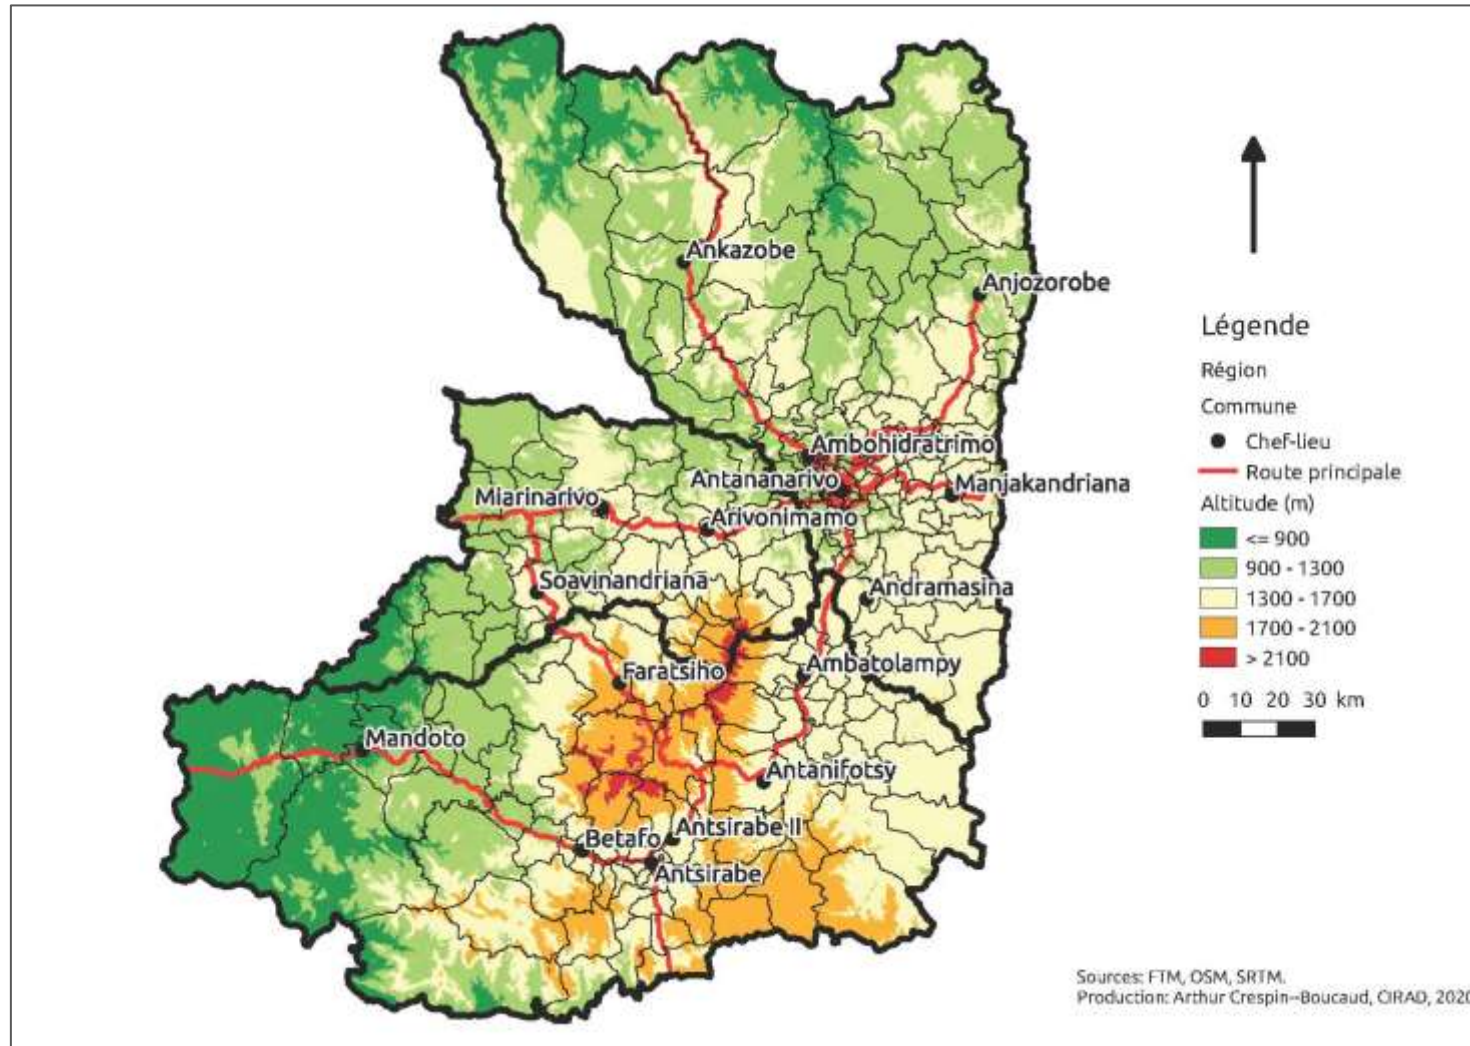 Ankazobe
Anjozorobe
Ambohidratrimo
Antananarivo
Manjakandriana
Miarinarivo
Arivonimamo
Soavinandriana
Andramasina
Faratsiho
Ambatolampy
Mandoto
Antanifotsy
Betafo
Antsirabe II
Antsirabe
Légende
Région
Commune
Chef-lieu
Route principale
Altitude (m)
<= 900
900 - 1300
1300 - 1700
1700 - 2100
> 2100
0 10 20 30 km
Sources: FTM, OSM, SRTM.
Production: Arthur Crespin--Boucaud, CIRAD, 2020